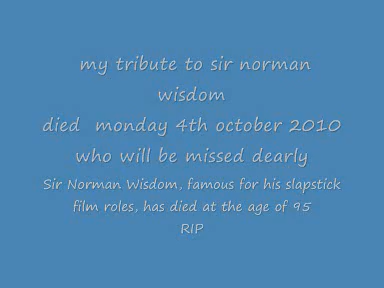 my tribute to sir norman
wisdom
died monday 4th october 2010
who will be missed dearly
Sir Norman Wisdom, famous for his slapstick
film roles, has died at the age of 95
RIP